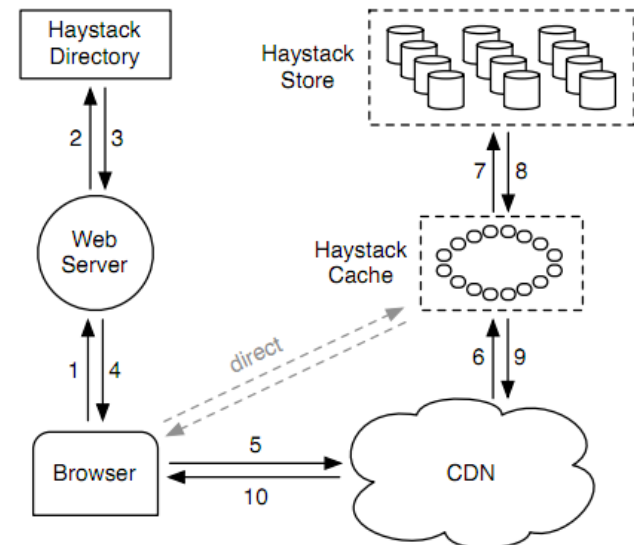 Haystack
Directory
Haystack
Store
2
3
7
8
Web
Server
Haystack
Cache
1
4
direct
6
9
Browser
5
10
CDN